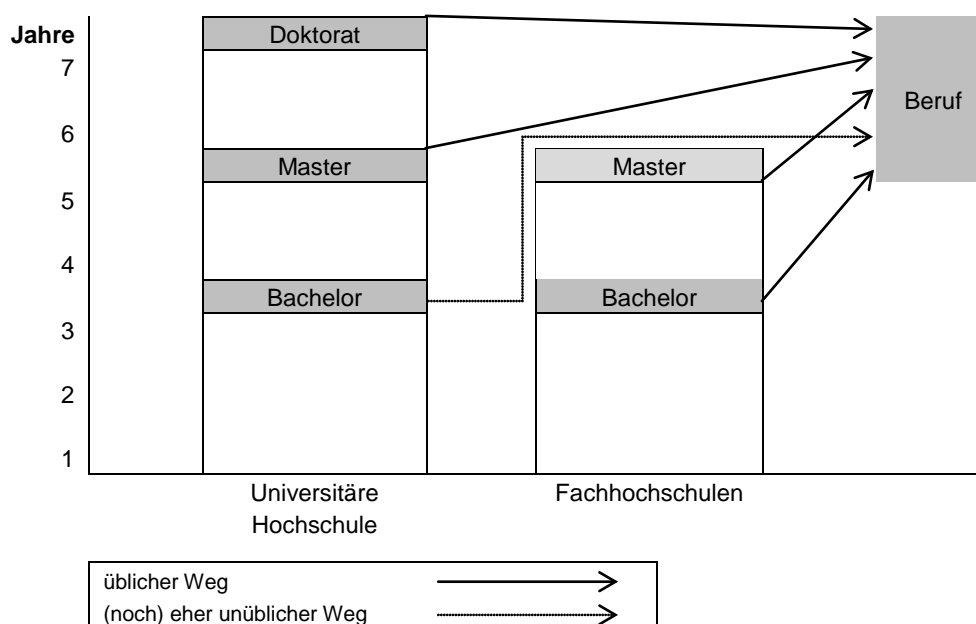 Jahre
Doktorat
7
Beruf
6
Master
Master
5
4
Bachelor
Bachelor
3
2
1
Universitäre
Hochschule
Fachhochschulen
üblicher Weg
(noch) eher unüblicher Weg